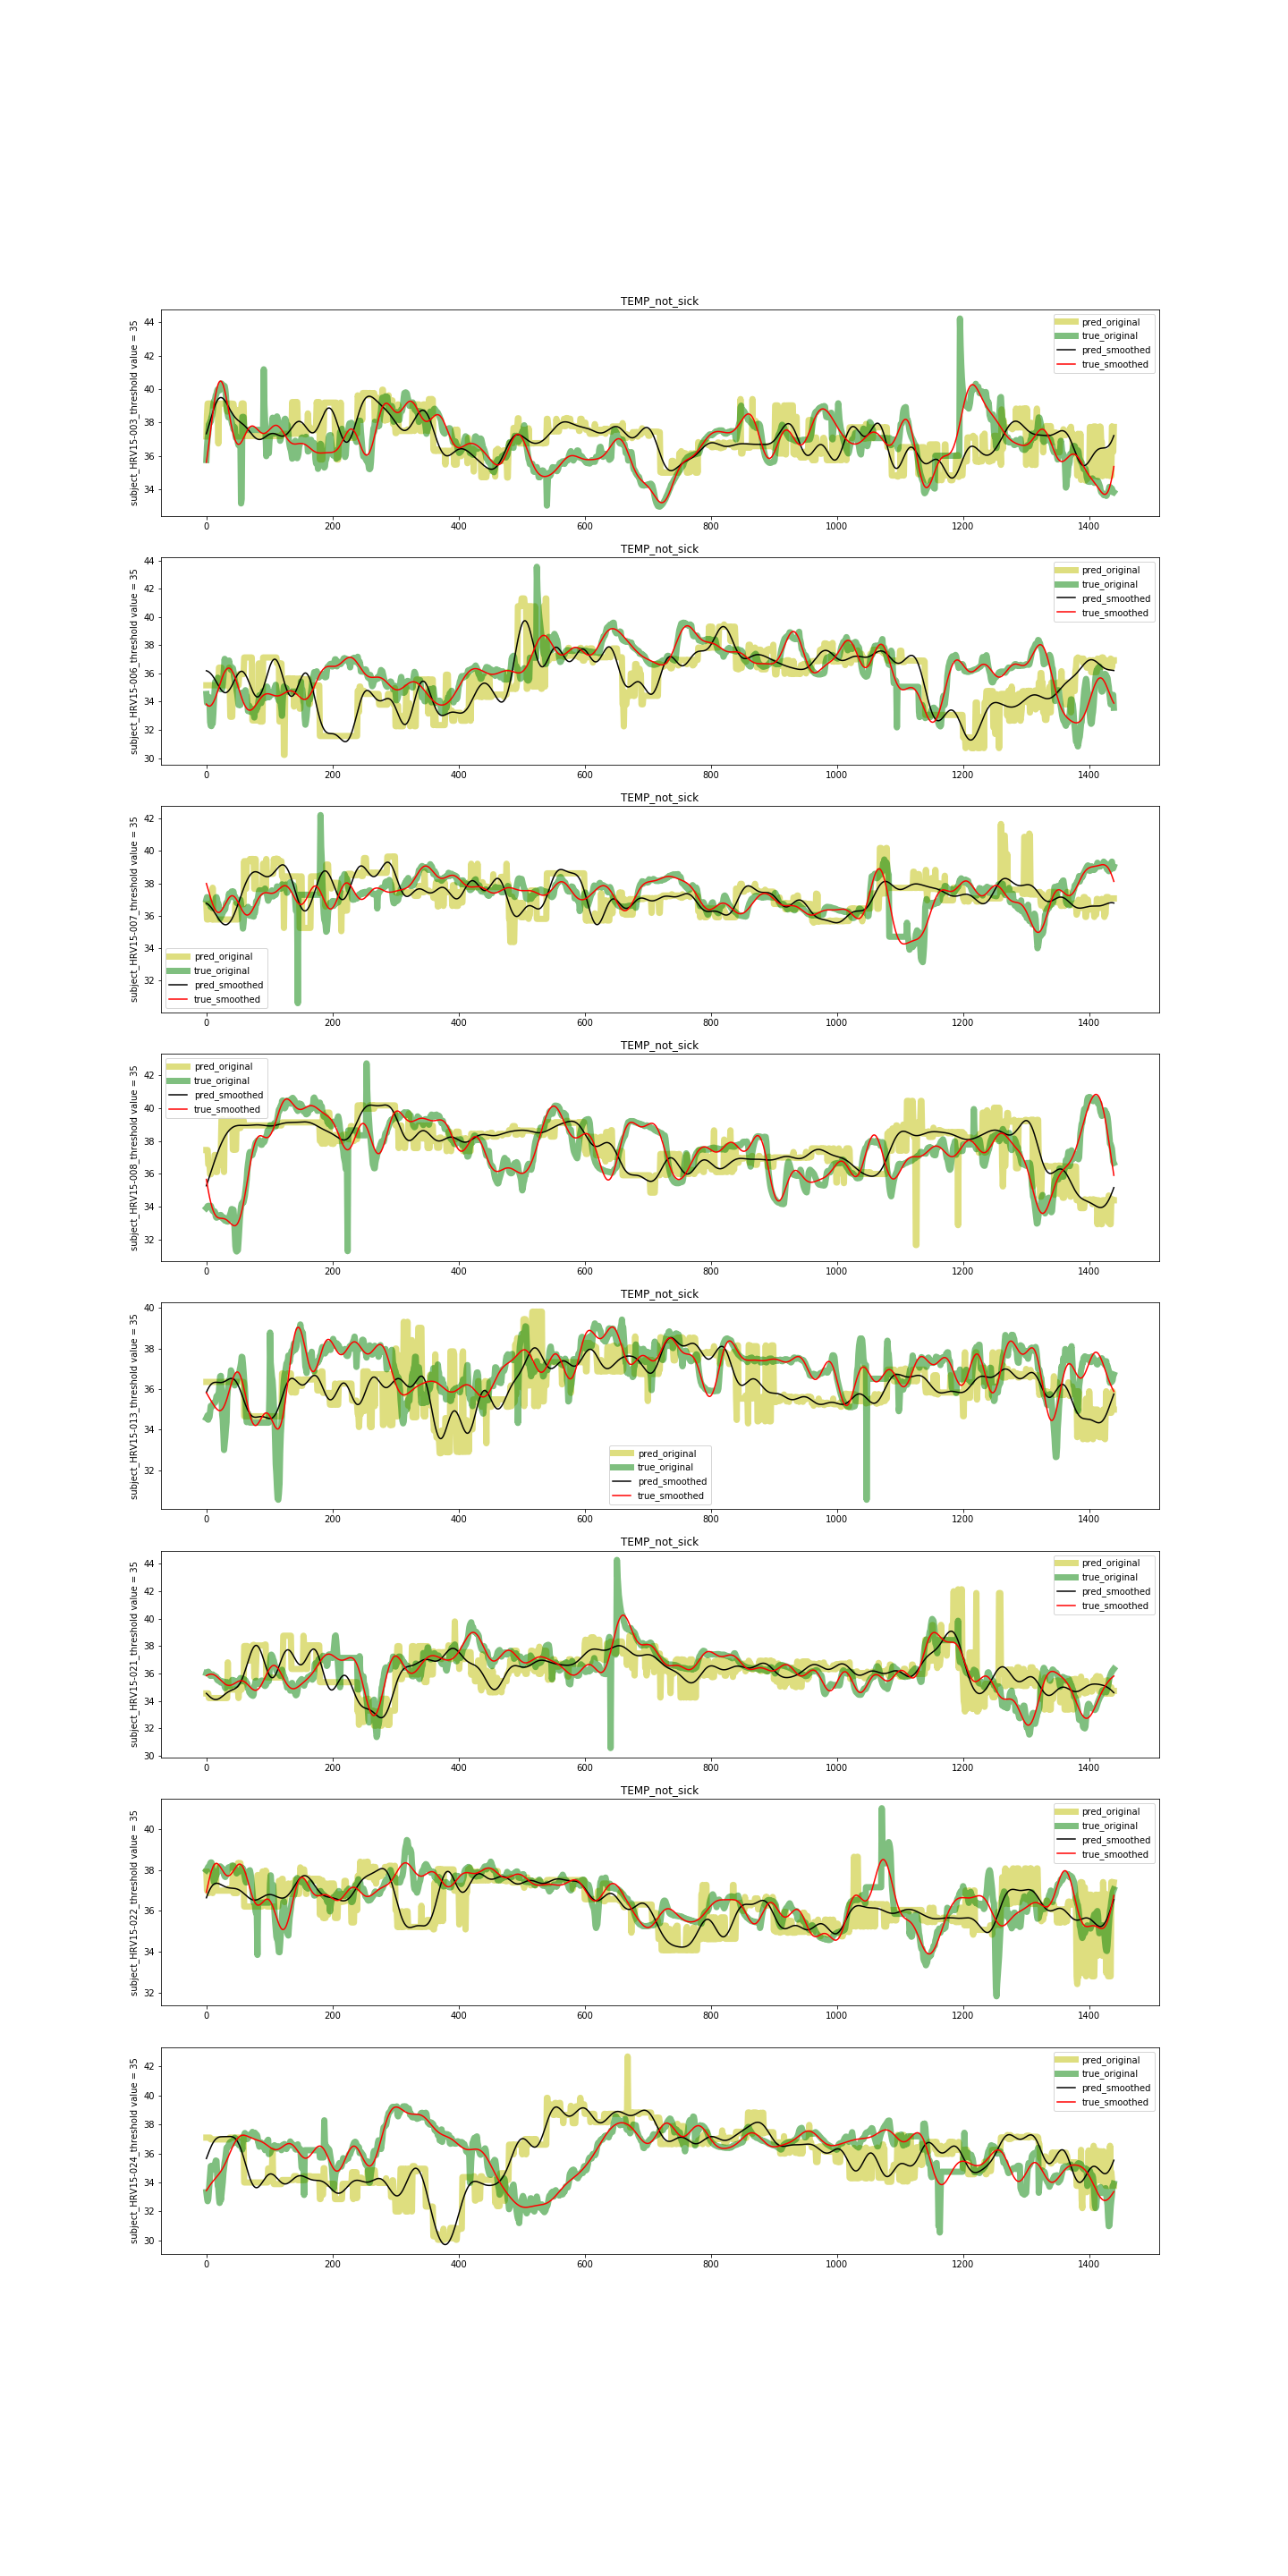 TEMP_not_sick
subject_HRV15-003_threshold value = 35
44
42
40
38
36
34
pred_original
true_original
pred_smoothed
true_smoothed
0 200 400 600 800 1000 1200 1400
TEMP_not_sick
subject_HRV15-006_threshold value = 35
44
42
40
38
36
34
32
30
pred_original
true_original
pred_smoothed
true_smoothed
0 200 400 600 800 1000 1200 1400
TEMP_not_sick
subject_HRV15-007_threshold value = 35
42
40
38
36
34
32
pred_original
true_original
pred_smoothed
true_smoothed
0 200 400 600 800 1000 1200 1400
TEMP_not_sick
subject_HRV15-008_threshold value = 35
42
40
38
36
34
32
pred_original
true_original
pred_smoothed
true_smoothed
0 200 400 600 800 1000 1200 1400
TEMP_not_sick
subject_HRV15-013_threshold value = 35
40
38
36
34
32
pred_original
true_original
pred_smoothed
true_smoothed
0 200 400 600 800 1000 1200 1400
TEMP_not_sick
subject_HRV15-021_threshold value = 35
44
42
40
38
36
34
32
30
pred_original
true_original
pred_smoothed
true_smoothed
0 200 400 600 800 1000 1200 1400
TEMP_not_sick
subject_HRV15-022_threshold value = 35
40
38
36
34
32
pred_original
true_original
pred_smoothed
true_smoothed
0 200 400 600 800 1000 1200 1400
subject_HRV15-024_threshold value = 35
42
40
38
36
34
32
30
pred_original
true_original
pred_smoothed
true_smoothed
0 200 400 600 800 1000 1200 1400